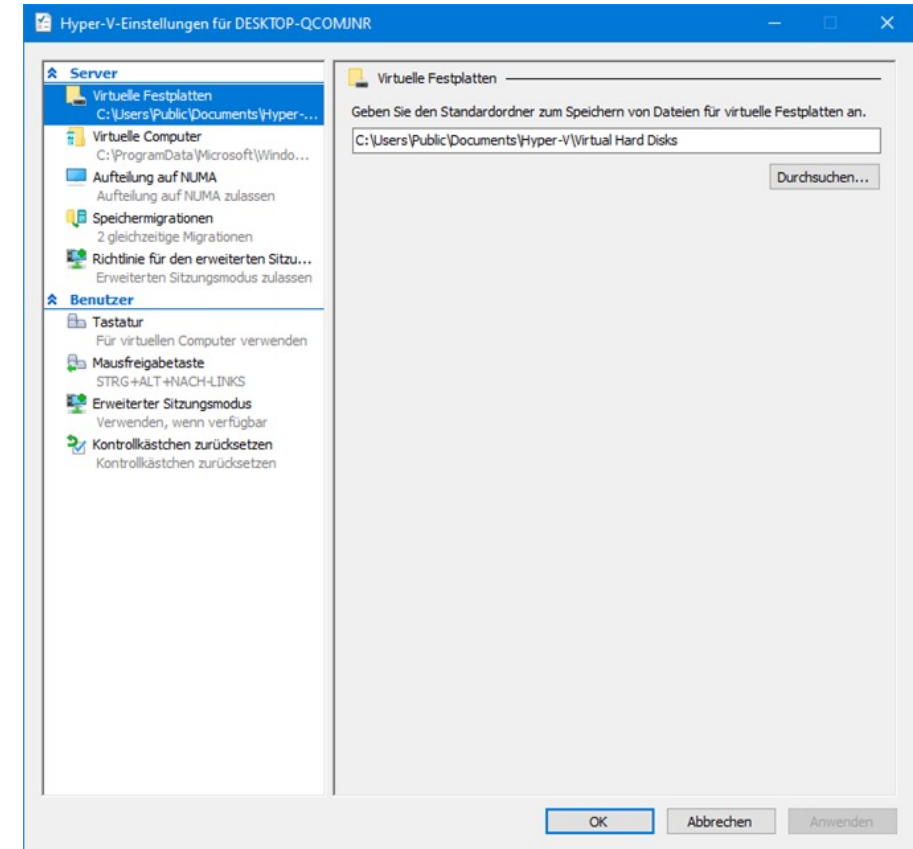 Hyper-V-Einstellungen für DESKTOP-QCOMJNR
Server
Virtuelle Festplatten
C:\Users\Public\Documents\Hyper-...
Virtuelle Computer
C:\ProgramData\Microsoft\Windo...
Aufteilung auf NUMA
Aufteilung auf NUMA zulassen
Speichermigrationen
2 gleichzeitige Migrationen
Richtlinie für den erweiterten Sitzu...
Erweiterten Sitzungsmodus zulassen
Benutzer
Tastatur
Für virtuellen Computer verwenden
Mausfreigabetaste
STRG+ALT+NACH-LINKS
Erweiterter Sitzungsmodus
Verwenden, wenn verfügbar
Kontrollkästchen zurücksetzen
Kontrollkästchen zurücksetzen
Virtuelle Festplatten
Geben Sie den Standardordner zum Speichern von Dateien für virtuelle Festplatten an.
C:\Users\Public\Documents\Hyper-V\Virtual Hard Disks
Durchsuchen...
OK
Abbrechen
Anwenden